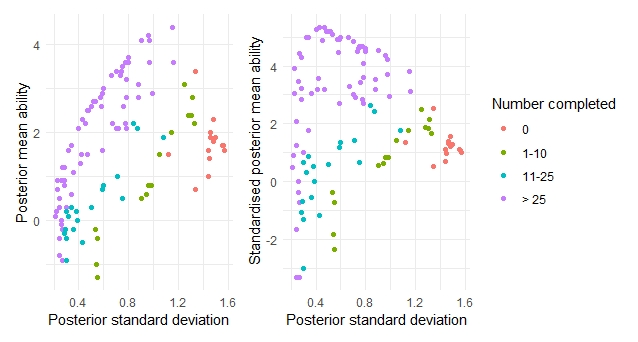 Posterior mean ability
4
2
0
0.4 0.8 1.2 1.6
Posterior standard deviation
Standardised posterior mean ability
4
2
0
-2
0.4 0.8 1.2 1.6
Posterior standard deviation
Number completed
0
1-10
11-25
> 25